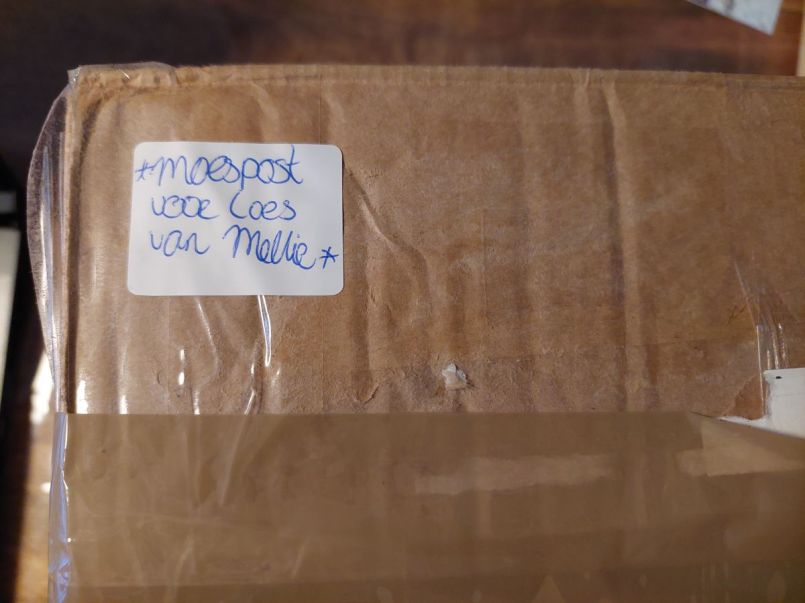 *moespost
voor Loes
van Mellie*